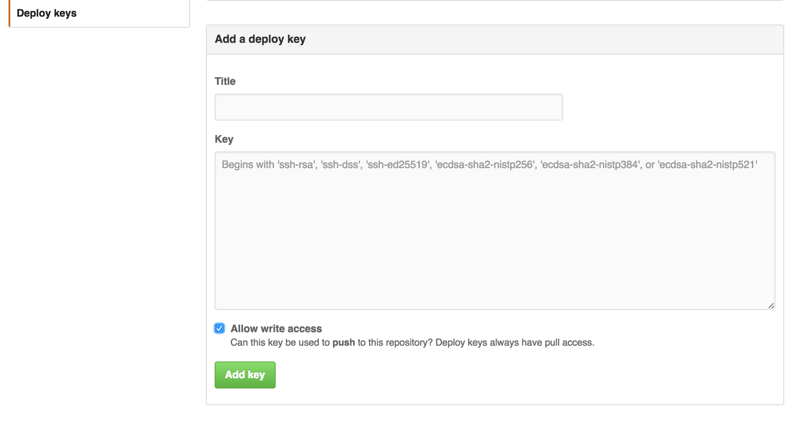 Deploy keys
Add a deploy key
Title
Key
Begins with 'ssh-rsa', 'ssh-dss', 'ssh-ed25519', 'ecdsa-sha2-nistp256', 'ecdsa-sha2-nistp384', or 'ecdsa-sha2-nistp521'
Allow write access
Can this key be used to push to this repository? Deploy keys always have pull access.
Add key